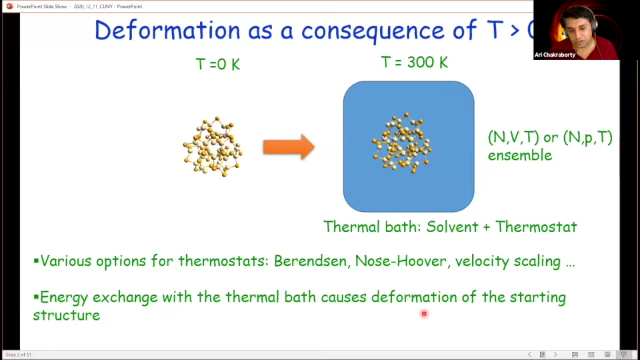 PowerPoint Slide Show - 2020_12_11_CUNY - PowerPoint
Ari Chakraborty
Deformation as a consequence of T > 0
T =0 K
T = 300 K
(N,V,T) or (N,p,T)
ensemble
Thermal bath: Solvent + Thermostat
▪Various options for thermostats: Berendsen, Nose-Hoover, velocity scaling ...
▪Energy exchange with the thermal bath causes deformation of the starting
structure